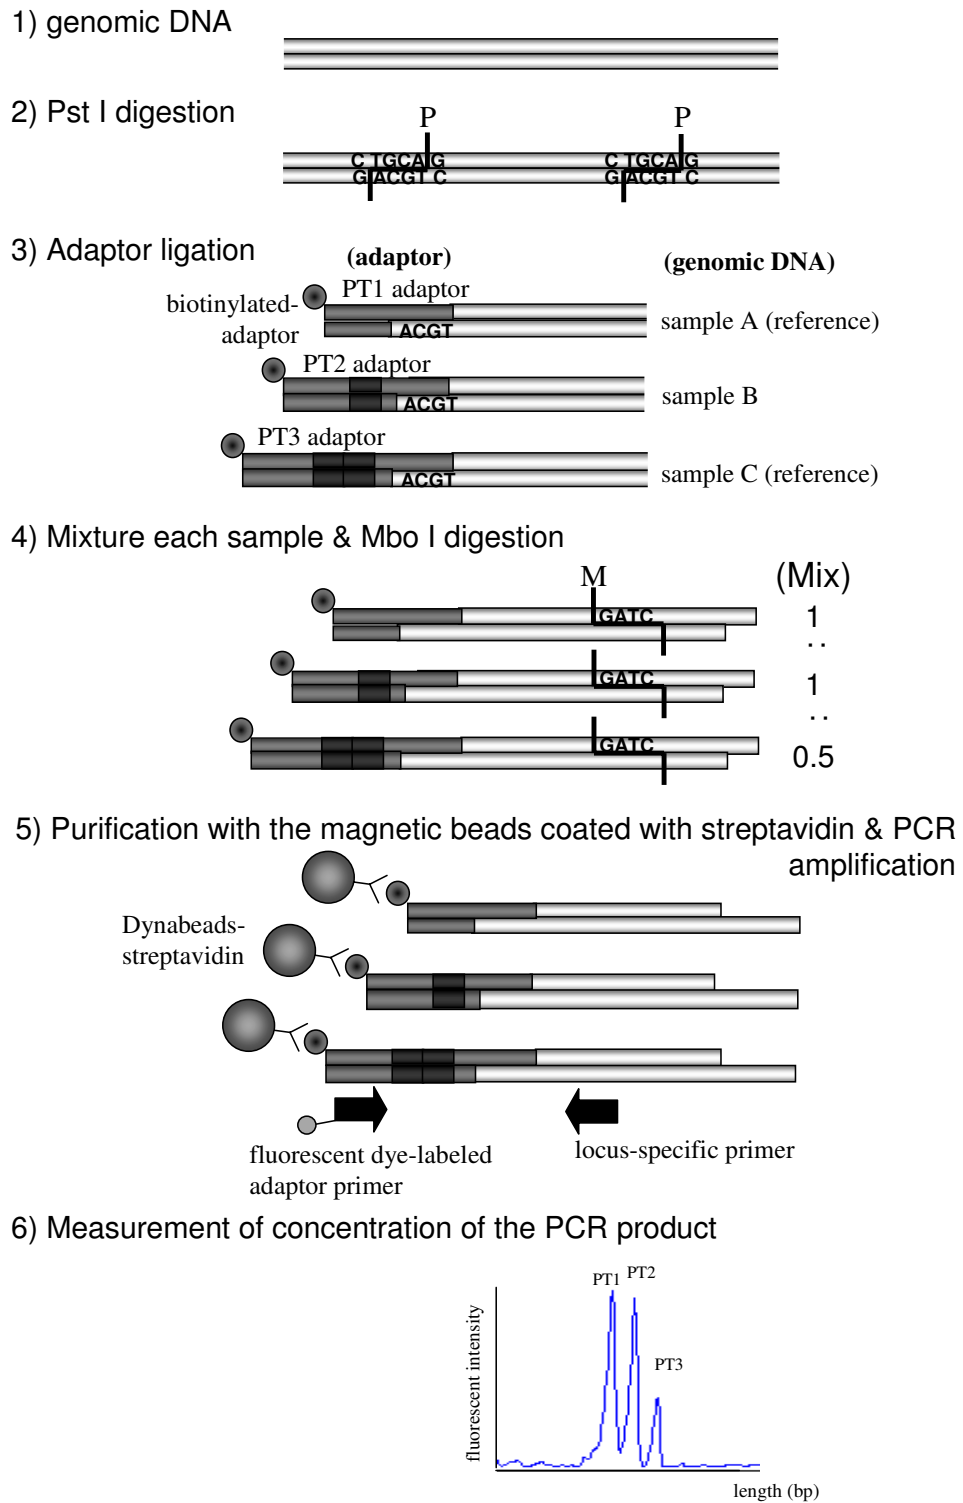 1) genomic DNA
2) Pst I digestion
P P
C TGCA G C TGCA G
G ACGT C G ACGT C
3) Adaptor ligation
(adaptor)
(genomic DNA)
biotinylated-
adaptor
PT1 adaptor
ACGT
sample A (reference)
PT2 adaptor
ACGT
sample B
PT3 adaptor
ACGT
sample C (reference)
4) Mixture each sample & Mbo I digestion
M
(Mix)
GATC
1
:
GATC
1
:
GATC
0.5
5) Purification with the magnetic beads coated with streptavidin & PCR
amplification
Dynabeads-
streptavidin
fluorescent dye-labeled
adaptor primer
locus-specific primer
6) Measurement of concentration of the PCR product
PT1 PT2
PT3
fluorescent intensity
length (bp)